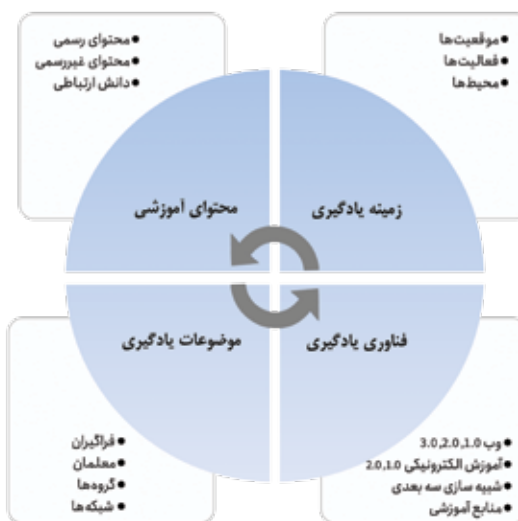 موقعیت‌ها
فعالیت‌ها
محیط‌ها
محتوای رسمی
محتوای غیررسمی
دانش ارتباطی
زمینه یادگیری
محتوای آموزشی
فناوری یادگیری
موضوعات یادگیری
وب 3.0,2.0,1.0
آموزش الکترونیکی 2.0,1.0
شبیه سازی سه بعدی
منابع آموزشی
فراگیران
معلمان
گروه‌ها
شبکه‌ها